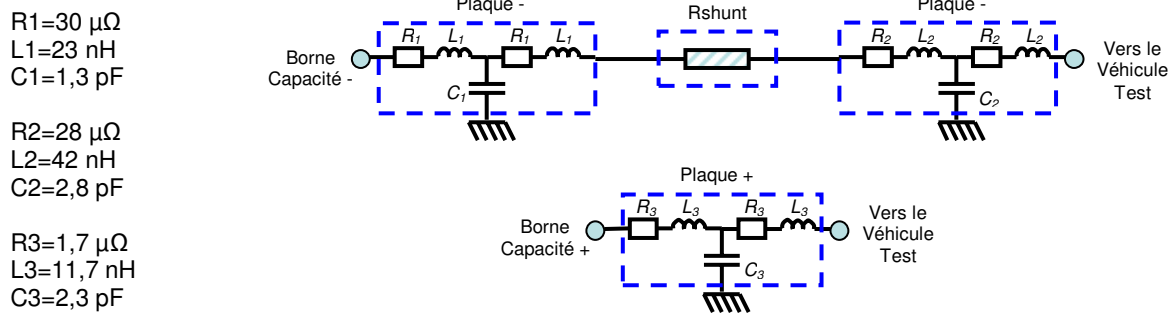 R1=30 µΩ
L1=23 nH
C1=1,3 pF
R2=28 µΩ
L2=42 nH
C2=2,8 pF
R3=1,7 µΩ
L3=11,7 nH
C3=2,3 pF
Plaque -
Rshunt
Plaque -
R1 L1 R1 L1
R2 L2 R2 L2
Borne
Capacité -
C1
C2
Vers le
Véhicule
Test
Plaque +
R3 L3 R3 L3
Borne
Capacité +
C3
Vers le
Véhicule
Test